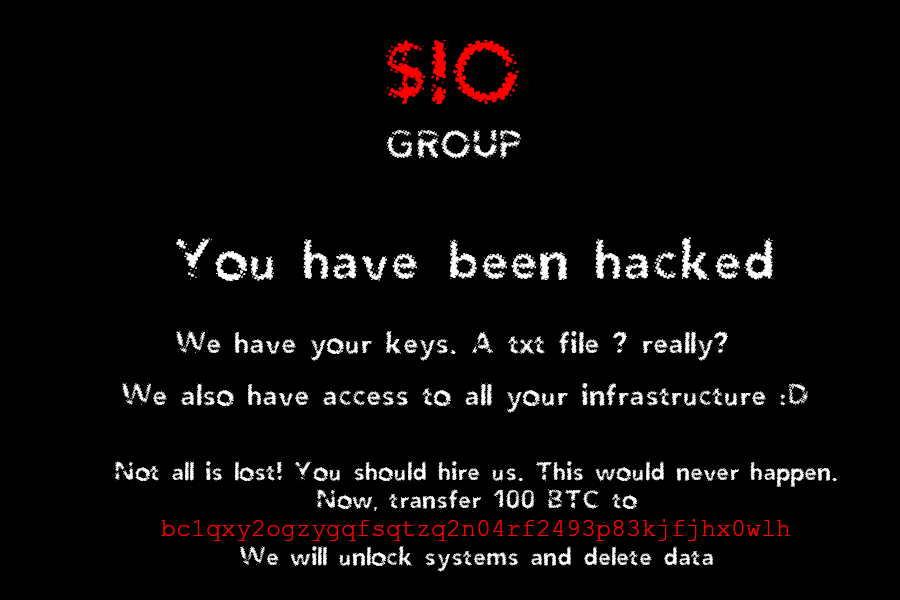 SIO
GROUP
You have been hacked
We have your keys. A txt file ? really?
We also have access to all your infrastructure :D
Not all is lost! You should hire us. This would never happen.
Now, transfer 100 BTC to
bc1qxy2ogzygqfsqtzq2n04rf2493p83kjfjhx0wlh
We will unlock systems and delete data